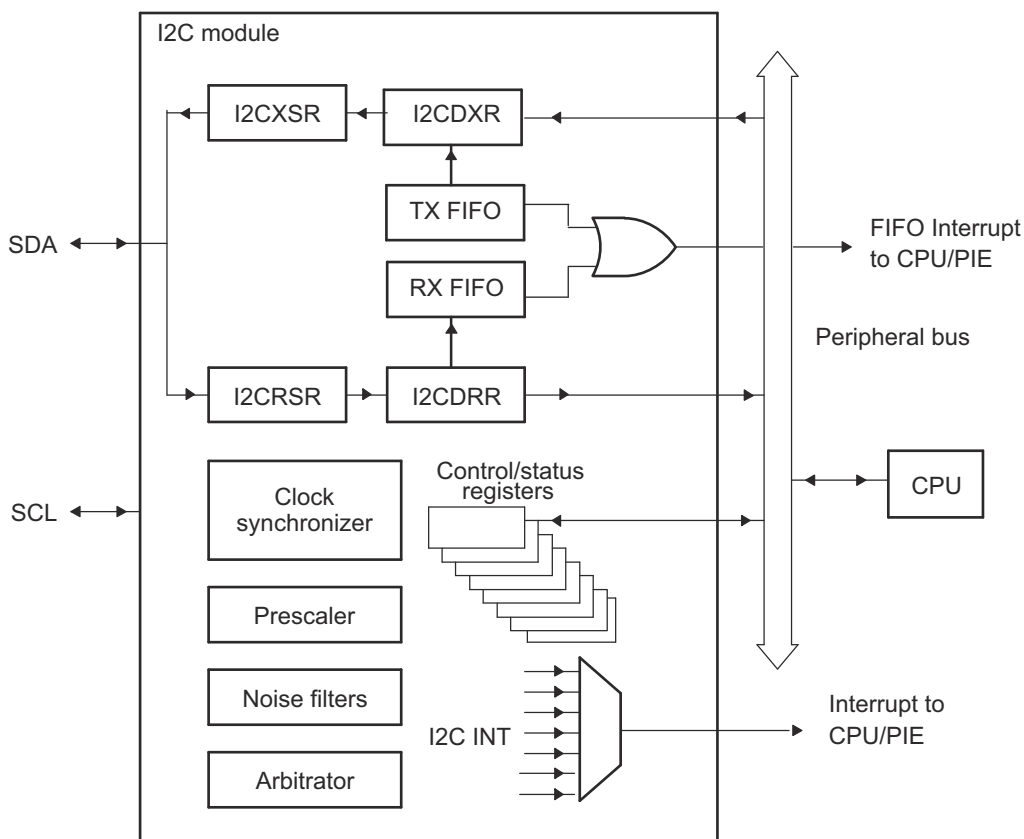 I2C module
I2CXSR
I2CDXR
TX FIFO
SDA
FIFO Interrupt
to CPU/PIE
RX FIFO
Peripheral bus
I2CRSR
I2CDRR
Control/status
registers
SCL
Clock
synchronizer
CPU
Prescaler
Noise filters
I2C INT
Interrupt to
CPU/PIE
Arbitrator